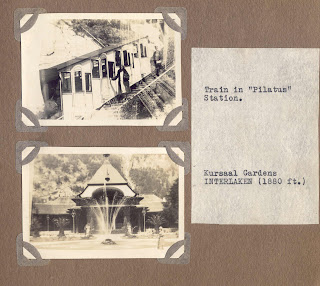 Train in "Pilatus"
Station.
Kursaal Gardens
INTERLAKEN (1880 ft.)